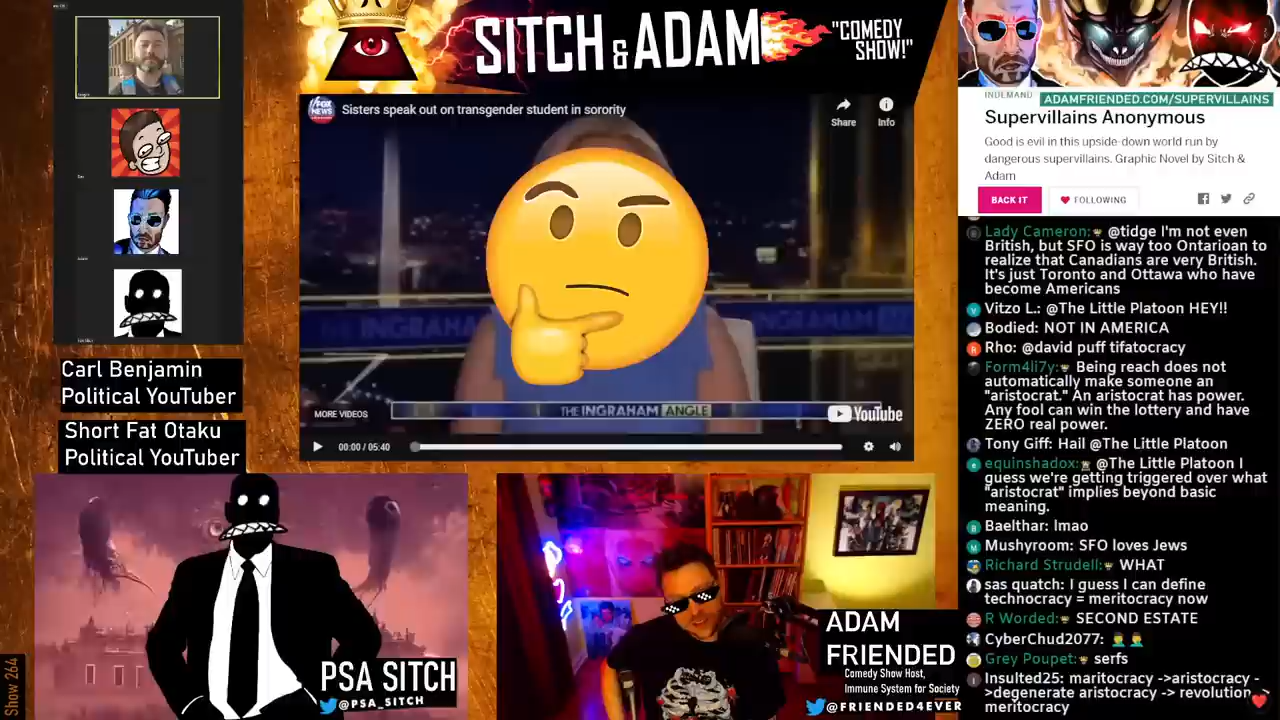 SITCH & ADAM
"COMEDY
SHOW!"
FOX
NEWS
Sisters speak out on transgender student in sorority
Share
Info
THE INGRAHAM
INGRAHAM
MORE VIDEOS
THE INGRAHAM ANGLE
YouTube
00:00 / 05:40
Carl Benjamin
Political YouTuber
Short Fat Otaku
Political YouTuber
Show 264
PSA SITCH
@PSA_SITCH
ADAM
FRIENDED
Comedy Show Host,
Immune System for Society
@FRIENDED4EVER
INDEMAND
ADAMFRIENDED.COM/SUPERVILLAINS
Supervillains Anonymous
Good is evil in this upside-down world run by
dangerous supervillains. Graphic Novel by Sitch &
Adam
BACK IT
FOLLOWING
Lady Cameron: @tidge I'm not even
British, but SFO is way too Ontarioan to
realize that Canadians are very British.
It's just Toronto and Ottawa who have
become Americans
Vitzo L.: @The Little Platoon HEY!!
Bodied: NOT IN AMERICA
Rho: @david puff tifatocracy
Form4li7y: Being reach does not
automatically make someone an
"aristocrat." An aristocrat has power.
Any fool can win the lottery and have
ZERO real power.
Tony Giff: Hail @The Little Platoon
equinshadox: @The Little Platoon I
guess we're getting triggered over what
"aristocrat" implies beyond basic
meaning.
Baelthar: lmao
Mushyroom: SFO loves Jews
Richard Strudell: WHAT
sas quatch: I guess I can define
technocracy = meritocracy now
R Worded: SECOND ESTATE
CyberChud2077:
Grey Poupet: serfs
Insulted25: maritocracy ->aristocracy -
>degenerate aristocracy -> revolution ->
meritocracy